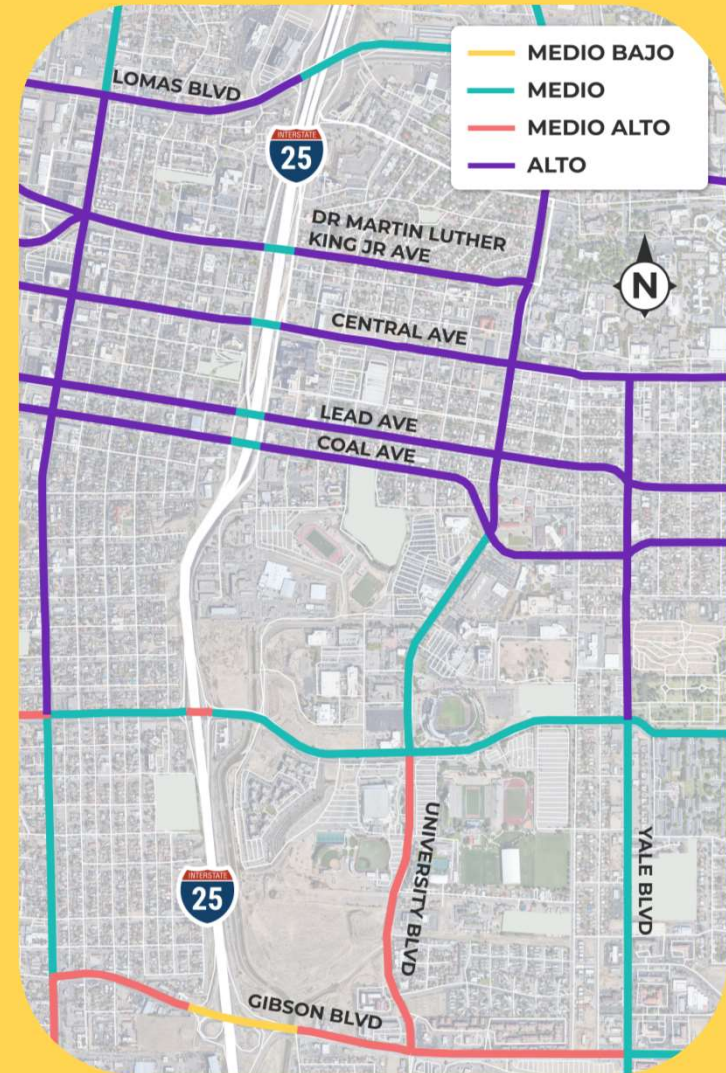 MEDIO BAJO
MEDIO
MEDIO ALTO
ALTO
LOMAS BLVD
INTERSTATE
25
DR MARTIN LUTHER
KING JR AVE
N
CENTRAL AVE
LEAD AVE
COAL AVE
UNIVERSITY BLVD
YALE BLVD
INTERSTATE
25
GIBSON BLVD